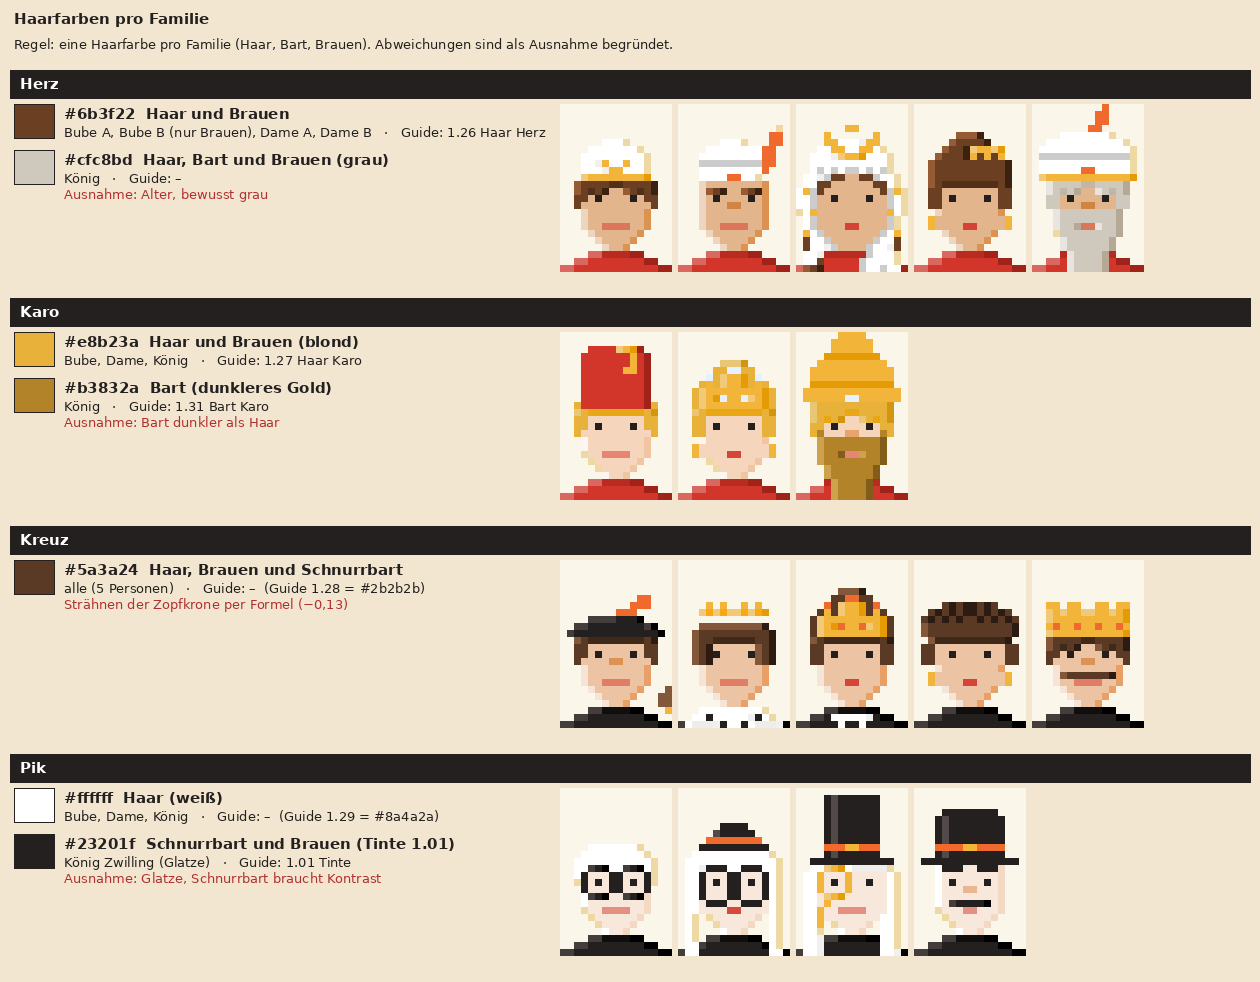 Haarfarben pro Familie
Regel: eine Haarfarbe pro Familie (Haar, Bart, Brauen). Abweichungen sind als Ausnahme begründet.
Herz
#6b3f22  Haar und Brauen
Bube A, Bube B (nur Brauen), Dame A, Dame B  ·  Guide: 1.26 Haar Herz
#cfc8bd  Haar, Bart und Brauen (grau)
König  ·  Guide: –
Ausnahme: Alter, bewusst grau
Karo
#e8b23a  Haar und Brauen (blond)
Bube, Dame, König  ·  Guide: 1.27 Haar Karo
#b3832a  Bart (dunkleres Gold)
König  ·  Guide: 1.31 Bart Karo
Ausnahme: Bart dunkler als Haar
Kreuz
#5a3a24  Haar, Brauen und Schnurrbart
alle (5 Personen)  ·  Guide: –  (Guide 1.28 = #2b2b2b)
Strähnen der Zopfkrone per Formel (−0,13)
Pik
#ffffff  Haar (weiß)
Bube, Dame, König  ·  Guide: –  (Guide 1.29 = #8a4a2a)
#23201f  Schnurrbart und Brauen (Tinte 1.01)
König Zwilling (Glatze)  ·  Guide: 1.01 Tinte
Ausnahme: Glatze, Schnurrbart braucht Kontrast